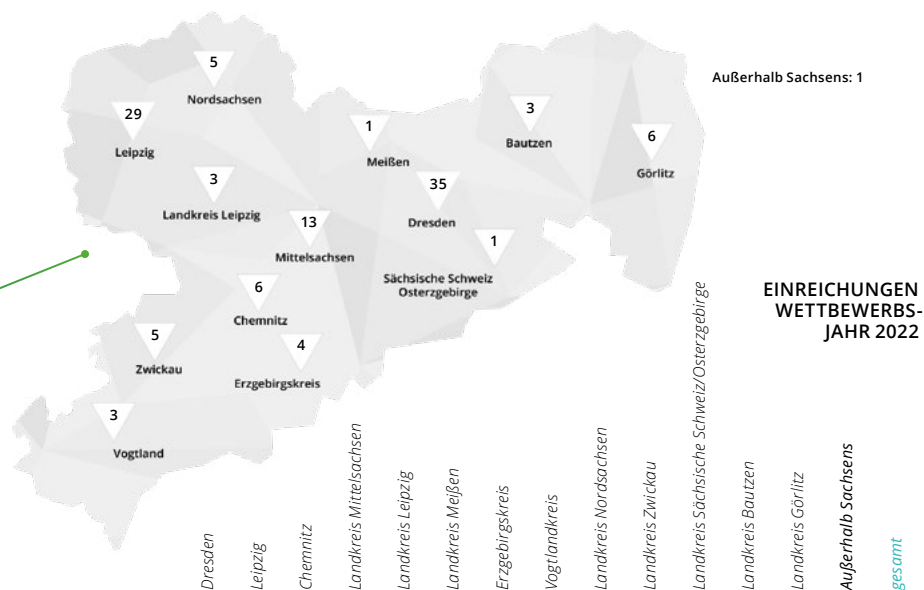 5
Nordsachsen
Außerhalb Sachsens: 1
29
Leipzig
1
Meißen
3
Bautzen
6
Görlitz
3
Landkreis Leipzig
35
Dresden
13
Mittelsachsen
1
Sächsische Schweiz
Osterzgebirge
6
Chemnitz
5
Zwickau
4
Erzgebirgskreis
3
Vogtland
EINREICHUNGEN
WETTBEWERBS-
JAHR 2022
Dresden
Leipzig
Chemnitz
Landkreis Mittelsachsen
Landkreis Leipzig
Landkreis Meißen
Erzgebirgskreis
Vogtlandkreis
Landkreis Nordsachsen
Landkreis Zwickau
Landkreis Sächsische Schweiz/Osterzgebirge
Landkreis Bautzen
Landkreis Görlitz
Außerhalb Sachsens
gesamt